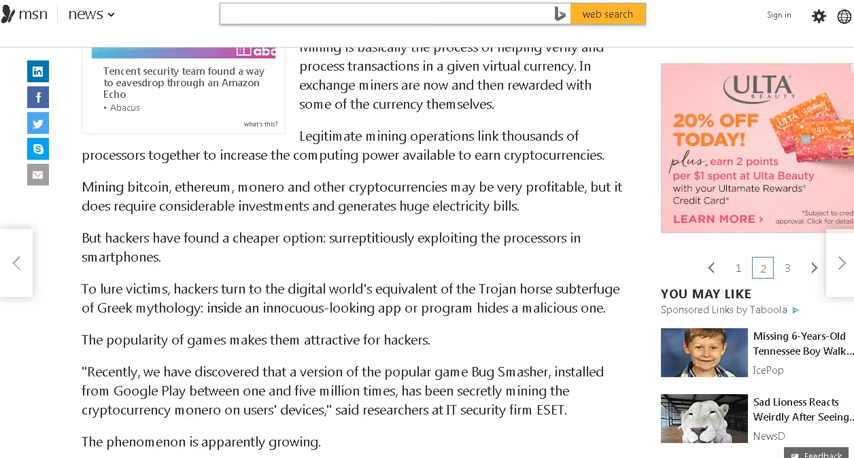 msn
news
web search
Sign in
abc
Tencent security team found a way
to eavesdrop through an Amazon
Echo
• Abacus
what's this?
Mining is basically the process of helping verify and
process transactions in a given virtual currency. In
exchange miners are now and then rewarded with
some of the currency themselves.
Legitimate mining operations link thousands of
processors together to increase the computing power available to earn cryptocurrencies.
Mining bitcoin, ethereum, monero and other cryptocurrencies may be very profitable, but it
does require considerable investments and generates huge electricity bills.
But hackers have found a cheaper option: surreptitiously exploiting the processors in
smartphones.
To lure victims, hackers turn to the digital world's equivalent of the Trojan horse subterfuge
of Greek mythology: inside an innocuous-looking app or program hides a malicious one.
The popularity of games makes them attractive for hackers.
"Recently, we have discovered that a version of the popular game Bug Smasher, installed
from Google Play between one and five million times, has been secretly mining the
cryptocurrency monero on users' devices," said researchers at IT security firm ESET.
The phenomenon is apparently growing.
ULTA
BEAUTY
20% OFF
TODAY!
plus, earn 2 points
per $1 spent at Ulta Beauty
with your Ultamate Rewards*
Credit Card*
LEARN MORE >
*Subject to cred
approval. Click for details
1 2 3
YOU MAY LIKE
Sponsored Links by Taboola
Missing 6-Years-Old
Tennessee Boy Walk...
IcePop
Sad Lioness Reacts
Weirdly After Seeing...
NewsD
Feedback